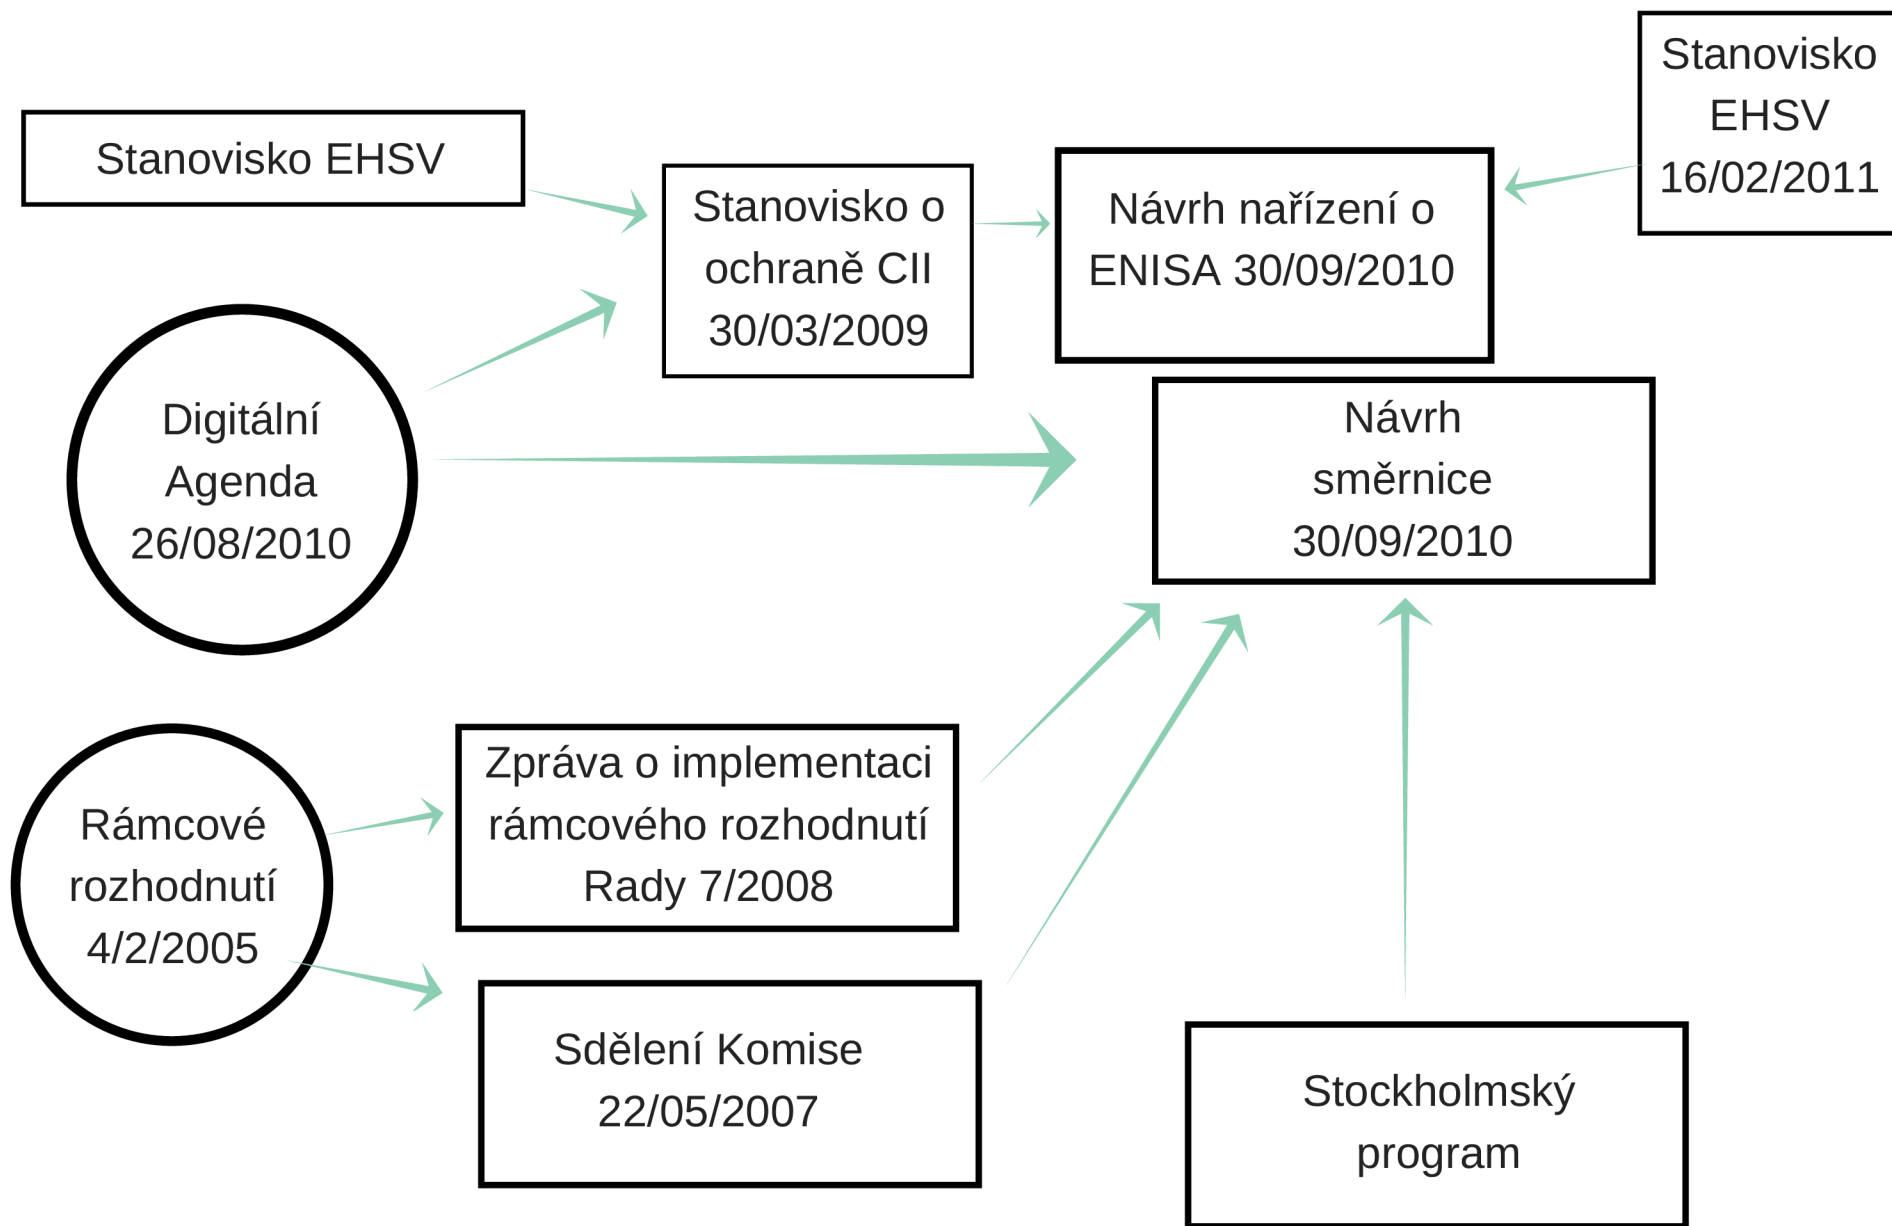 Stanovisko EHSV
Stanovisko o
ochraně CII
30/03/2009
Návrh nařízení o
ENISA 30/09/2010
Stanovisko
EHSV
16/02/2011
Digitální
Agenda
26/08/2010
Návrh
směrnice
30/09/2010
Rámcové
rozhodnutí
4/2/2005
Zpráva o implementaci
rámcového rozhodnutí
Rady 7/2008
Sdělení Komise
22/05/2007
Stockholmský
program